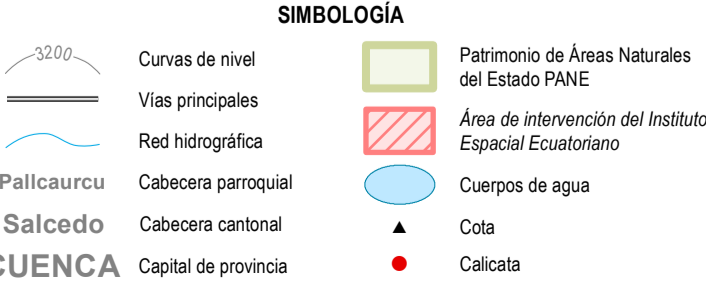 SIMBOLOGÍA
3200
Curvas de nivel
Vías principales
Red hidrográfica
Pallcaurcu
Cabecera parroquial
Salcedo
Cabecera cantonal
CUENCA
Capital de provincia
Patrimonio de Áreas Naturales
del Estado PANE
Área de intervención del Instituto
Espacial Ecuatoriano
Cuerpos de agua
Cota
Calicata